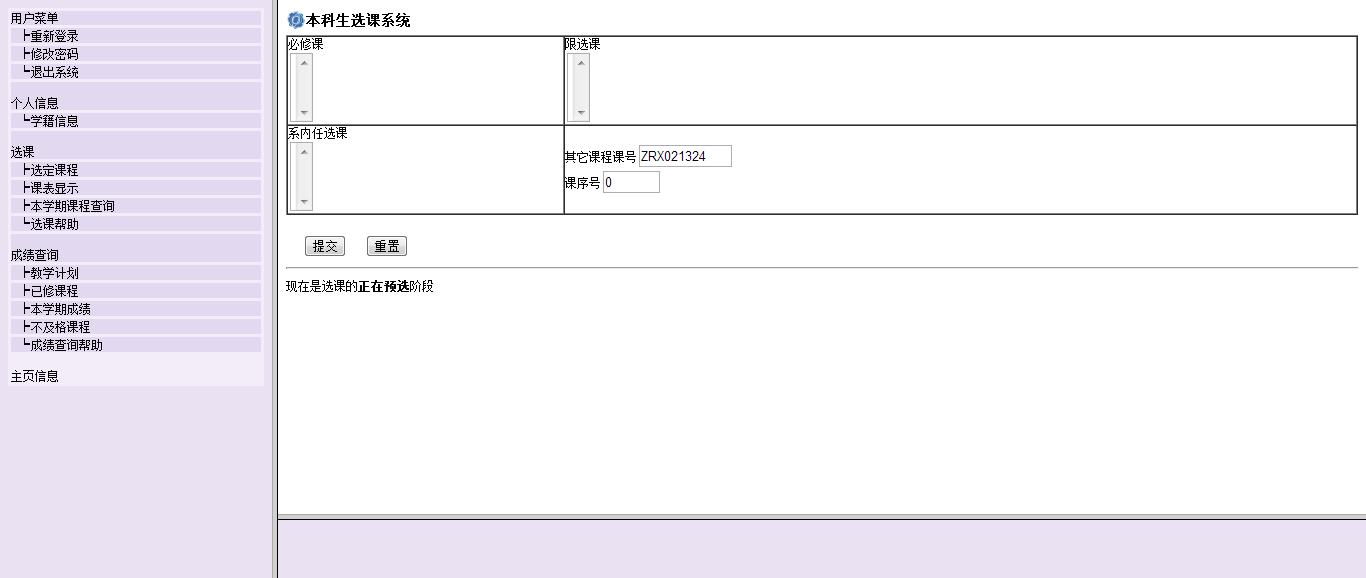 用户菜单
┝重新登录
┝修改密码
┕退出系统
个人信息
┕学籍信息
选课
┝选定课程
┝课表显示
┝本学期课程查询
┕选课帮助
成绩查询
┝教学计划
┝已修课程
┝本学期成绩
┝不及格课程
┕成绩查询帮助
主页信息
本科生选课系统
必修课
限选课
系内任选课
其它课程课号 ZRX021324
课序号 0
提交 重置
现在是选课的正在预选阶段